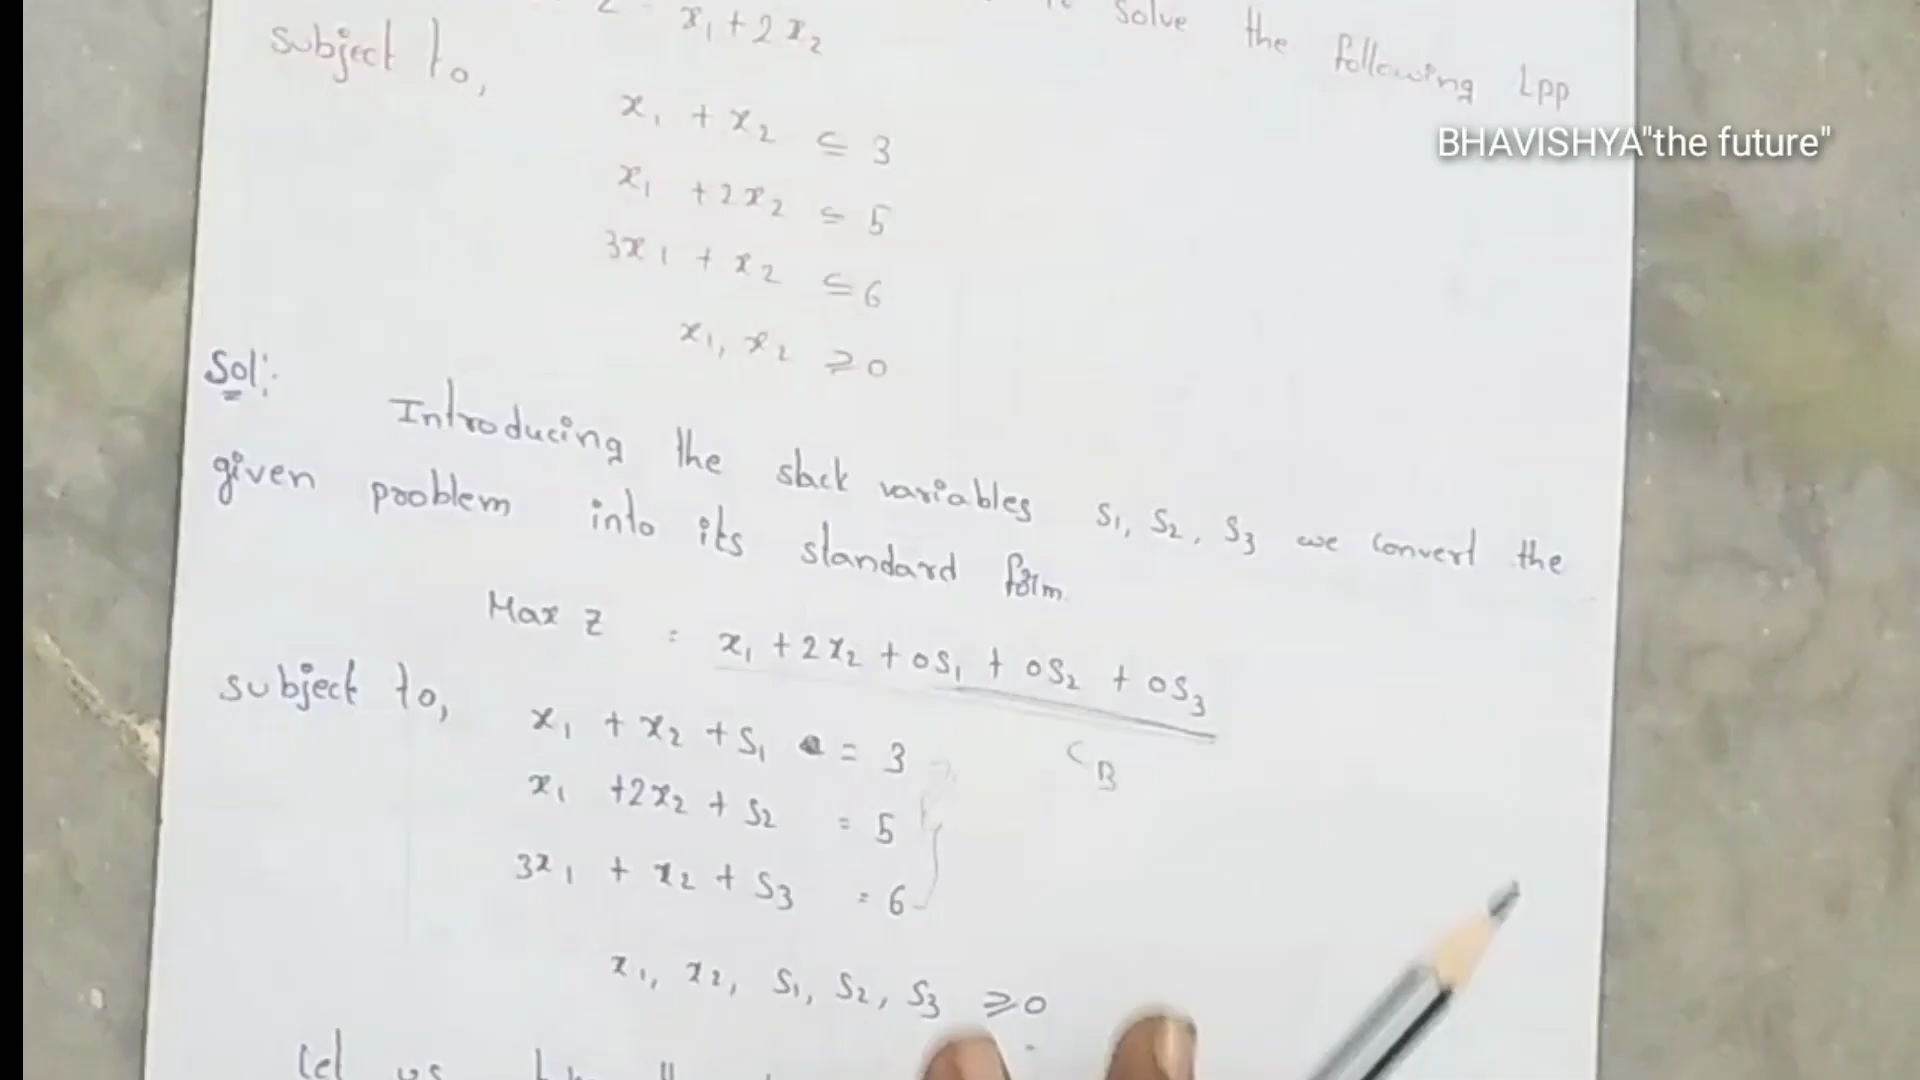 Solve the following Lpp
Z = x₁ + 2x₂
subject to,
x₁ + x₂ ≤ 3
x₁ + 2x₂ ≤ 5
3x₁ + x₂ ≤ 6
x₁, x₂ ≥ 0
BHAVISHYA"the future"
Sol:
Introducing the slack variables S₁, S₂, S₃ we convert the
given problem into its standard form
Max Z = x₁ + 2x₂ + 0S₁ + 0S₂ + 0S₃
subject to,
x₁ + x₂ + S₁ = 3
CB
x₁ + 2x₂ + S₂ = 5
3x₁ + x₂ + S₃ = 6
x₁, x₂, S₁, S₂, S₃ ≥ 0
Let us